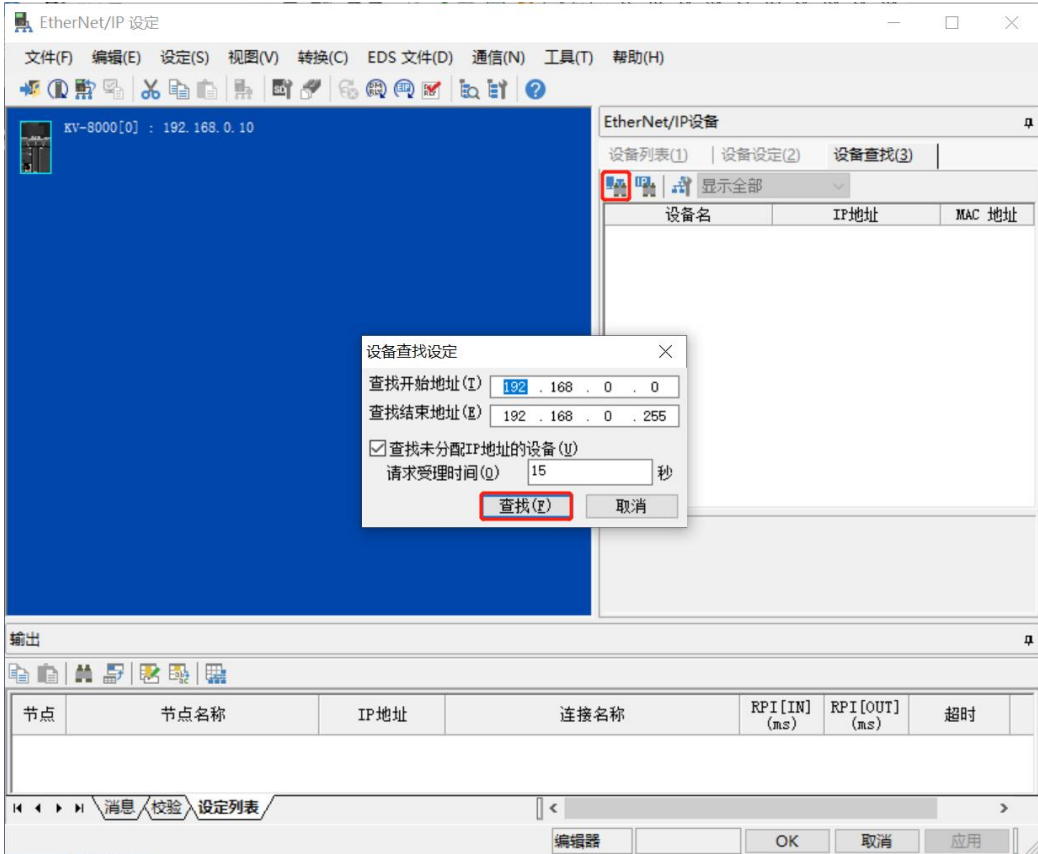 EtherNet/IP 设定
文件(F) 编辑(E) 设定(S) 视图(V) 转换(C) EDS 文件(D) 通信(N) 工具(T) 帮助(H)
KV-8000[0] : 192.168.0.10
EtherNet/IP设备
设备列表(1) 设备设定(2) 设备查找(3)
显示全部
设备名 IP地址 MAC 地址
设备查找设定
查找开始地址(T) 192 . 168 . 0 . 0
查找结束地址(E) 192 . 168 . 0 . 255
查找未分配IP地址的设备(U)
请求受理时间(O) 15 秒
查找(F) 取消
输出
节点 节点名称 IP地址 连接名称 RPI[IN] (ms) RPI[OUT] (ms) 超时
消息 校验 设定列表
编辑器 OK 取消 应用